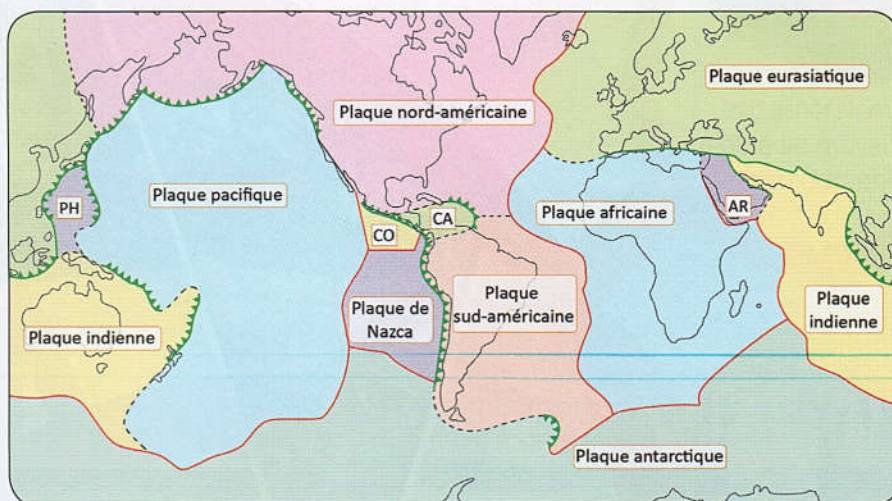 Plaque eurasiatique
Plaque nord-américaine
Plaque pacifique
PH
CA
CO
Plaque africaine
AR
Plaque indienne
Plaque de
Nazca
Plaque
sud-américaine
Plaque
indienne
Plaque antarctique